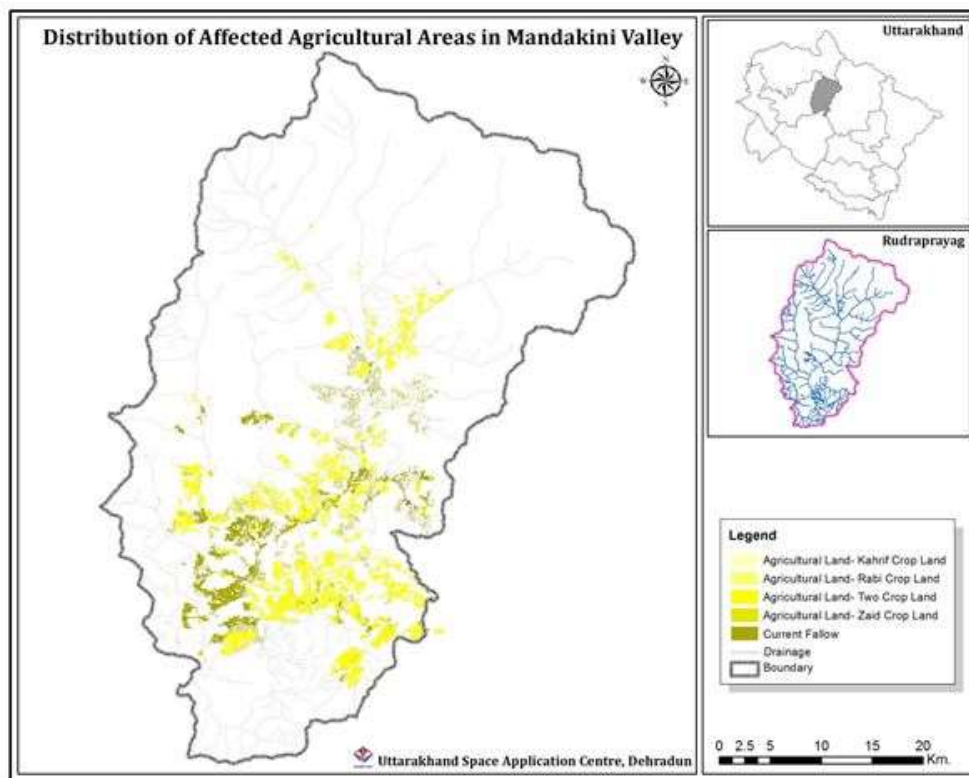 Distribution of Affected Agricultural Areas in Mandakini Valley
Uttarakhand Space Application Centre, Dehradun
Uttarakhand
Rudraprayag
Legend
Agricultural Land- Kahrif Crop Land
Agricultural Land- Rabi Crop Land
Agricultural Land- Two Crop Land
Agricultural Land- Zaid Crop Land
Current Fallow
Drainage
Boundary
0 2.5 5 10 15 20
Km.